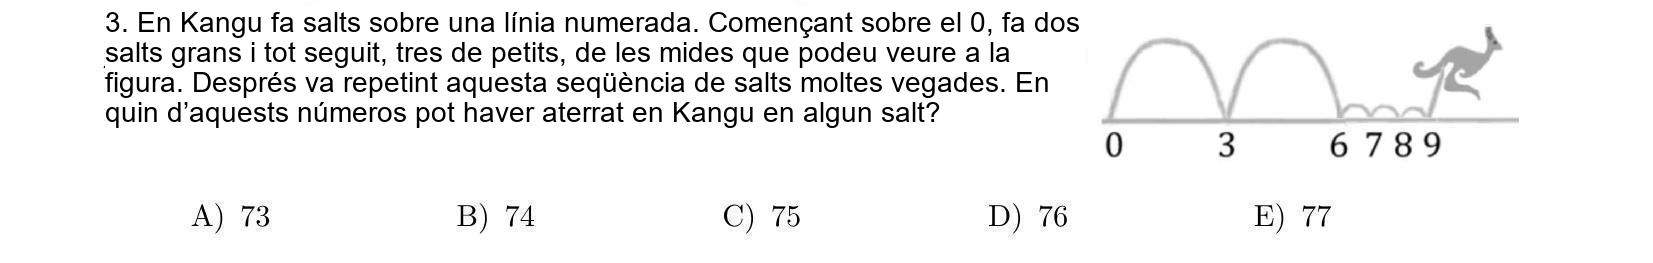 3. En Kangu fa salts sobre una línia numerada. Començant sobre el 0, fa dos
salts grans i tot seguit, tres de petits, de les mides que podeu veure a la
figura. Després va repetint aquesta seqüència de salts moltes vegades. En
quin d'aquests números pot haver aterrat en Kangu en algun salt?
0 3 6 7 8 9
A) 73 B) 74 C) 75 D) 76 E) 77